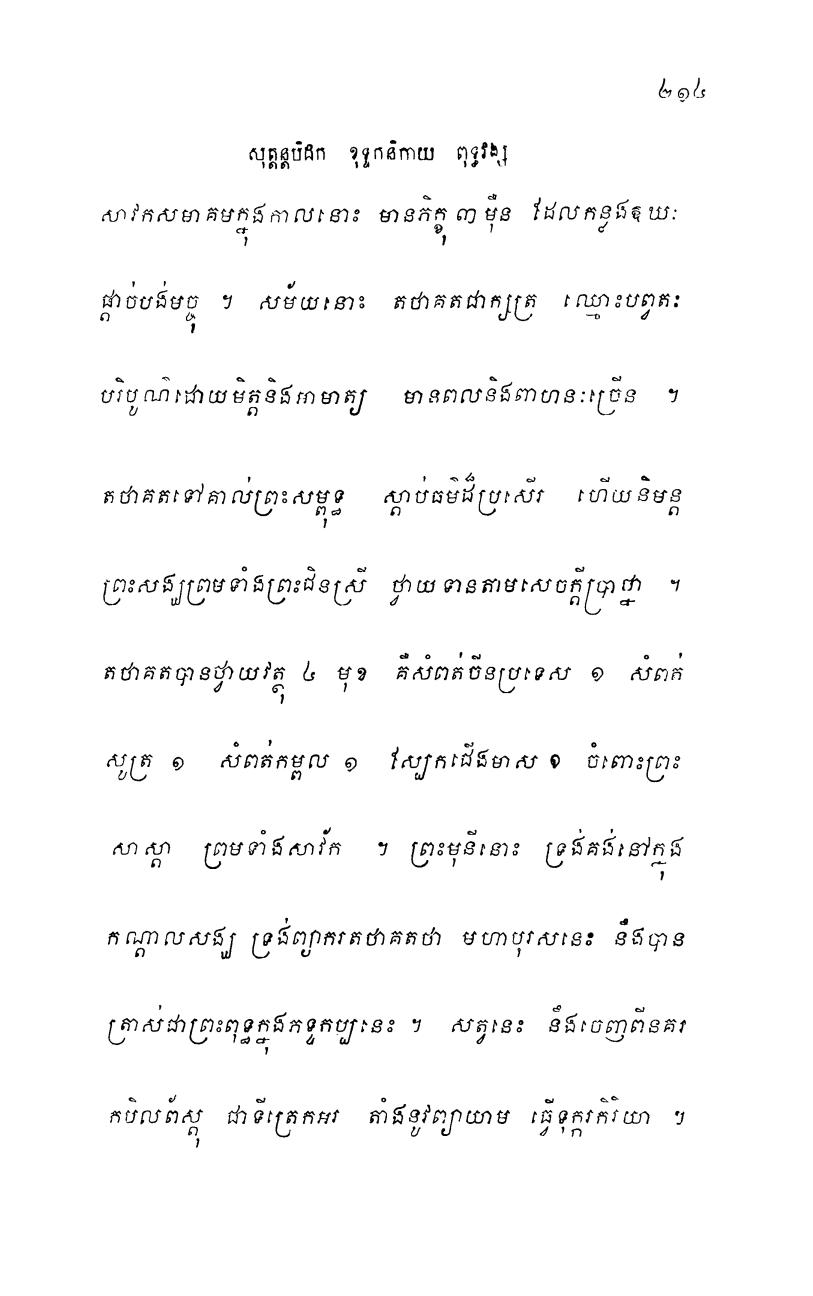 ២១៤
សុត្តន្តបិដក ខុទ្ទកនិកាយ ពុទ្ធវង្ស
សាវកសមាគមក្នុងកាលនោះ មានភិក្ខុ ៣ ម៉ឺន ដែលកន្លងឱឃៈ
ផ្តាច់បង់មច្ចុ ។ សម័យនោះ តថាគតជាក្សត្រ ឈ្មោះបព្វតៈ
បរិបូណ៌ដោយមិត្តនិងអាមាត្យ មានពលនិងពាហនៈច្រើន ។
តថាគតទៅគាល់ព្រះសម្ពុទ្ធ ស្តាប់ធម៌ដ៏ប្រសើរ ហើយនិមន្ត
ព្រះសង្ឃព្រមទាំងព្រះជិនស្រី ថ្វាយទានតាមសេចក្តីប្រាថ្នា ។
តថាគតបានថ្វាយវត្ថុ ៤ មុខ គឺសំពត់ចីនប្រទេស ១ សំពក់
សូត្រ ១ សំពត់កម្ពល ១ ស្បែកជើងមាស ១ ចំពោះព្រះ
សាស្តា ព្រមទាំងសាវ័ក ។ ព្រះមុនីនោះ ទ្រង់គង់នៅក្នុង
កណ្តាលសង្ឃ ទ្រង់ព្យាករតថាគតថា មហាបុរសនេះ នឹងបាន
ត្រាស់ជាព្រះពុទ្ធក្នុងភទ្ទកប្បនេះ ។ សត្វនេះ នឹងចេញពីនគរ
កបិលព័ស្តុ ជាទីត្រេកអរ តាំងនូវព្យាយាម ធ្វើទុក្ករកិរិយា ។